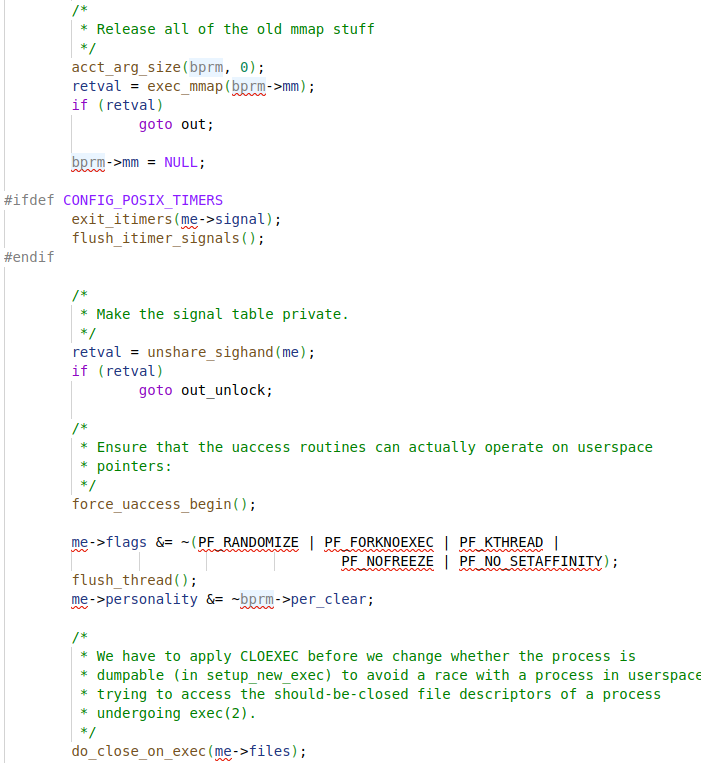 /*
 * Release all of the old mmap stuff
 */
acct_arg_size(bprm, 0);
retval = exec_mmap(bprm->mm);
if (retval)
        goto out;

bprm->mm = NULL;

#ifdef CONFIG_POSIX_TIMERS
        exit_itimers(me->signal);
        flush_itimer_signals();
#endif

        /*
         * Make the signal table private.
         */
        retval = unshare_sighand(me);
        if (retval)
                goto out_unlock;

        /*
         * Ensure that the uaccess routines can actually operate on userspace
         * pointers:
         */
        force_uaccess_begin();

        me->flags &= ~(PF_RANDOMIZE | PF_FORKNOEXEC | PF_KTHREAD |
                                PF_NOFREEZE | PF_NO_SETAFFINITY);
        flush_thread();
        me->personality &= ~bprm->per_clear;

        /*
         * We have to apply CLOEXEC before we change whether the process is
         * dumpable (in setup_new_exec) to avoid a race with a process in userspace
         * trying to access the should-be-closed file descriptors of a process
         * undergoing exec(2).
         */
        do_close_on_exec(me->files);